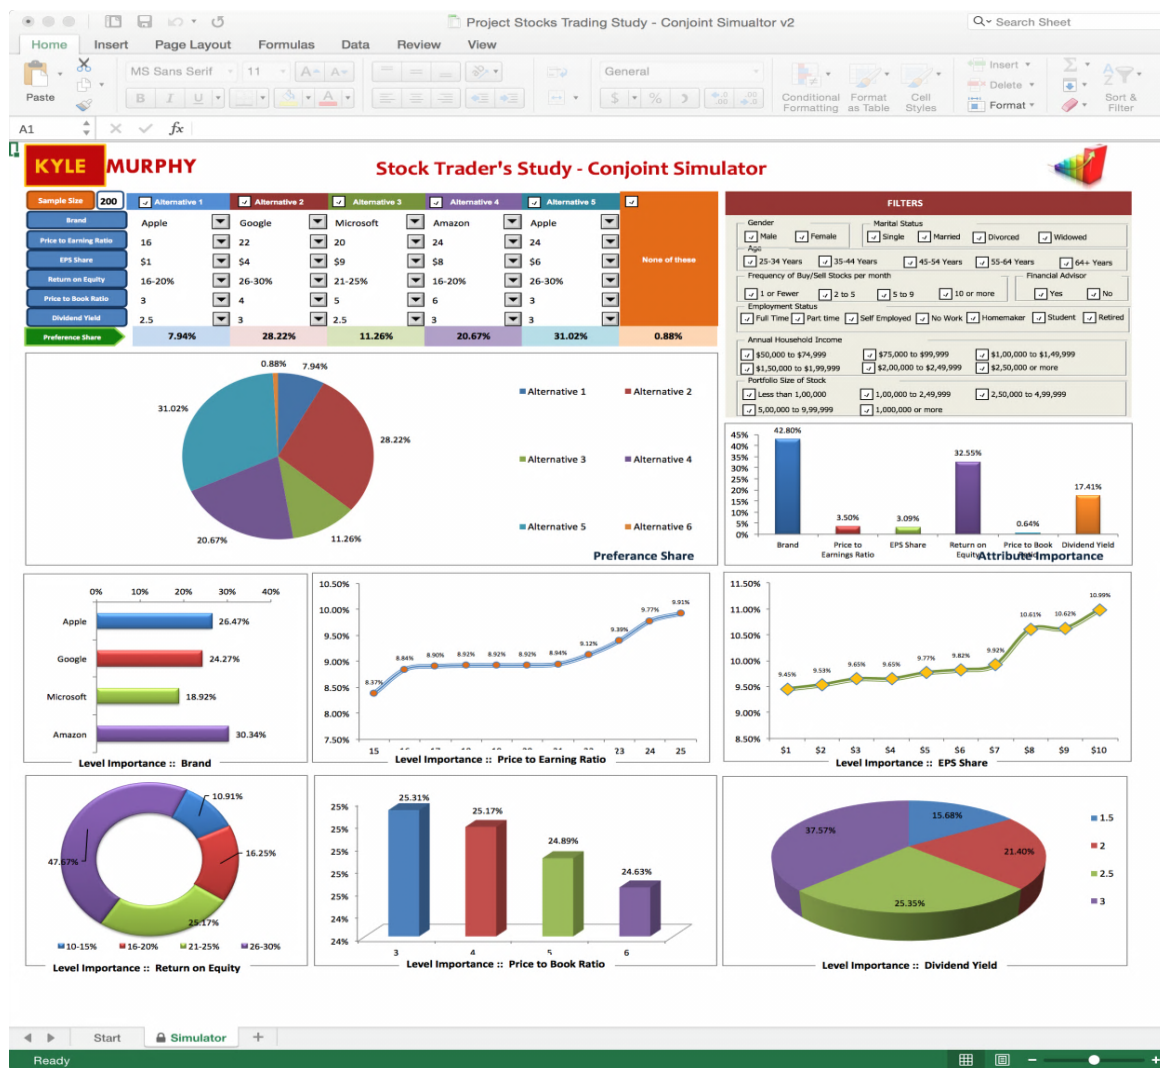 Project Stocks Trading Study - Conjoint Simualtor v2
Search Sheet
Home Insert Page Layout Formulas Data Review View
Paste
MS Sans Serif 11 A A
General
Insert
Delete
Format
B I U A
$ % .0 .00 .00 .0
Conditional Formatting
Format as Table
Cell Styles
Sort & Filter
A1 fx
KYLE MURPHY
Stock Trader's Study - Conjoint Simulator
Sample Size 200 Alternative 1 Alternative 2 Alternative 3 Alternative 4 Alternative 5
Brand Apple Google Microsoft Amazon Apple
Price to Earning Ratio 16 22 20 24 24
EPS Share $1 $4 $9 $8 $6 None of these
Return on Equity 16-20% 26-30% 21-25% 16-20% 26-30%
Price to Book Ratio 3 4 5 6 3
Dividend Yield 2.5 3 2.5 3 3
Preference Share 7.94% 28.22% 11.26% 20.67% 31.02% 0.88%
FILTERS
Gender
Male Female
Marital Status
Single Married Divorced Widowed
Age
25-34 Years 35-44 Years 45-54 Years 55-64 Years 64+ Years
Frequency of Buy/Sell Stocks per month
1 or Fewer 2 to 5 5 to 9 10 or more
Financial Advisor
Yes No
Employment Status
Full Time Part time Self Employed No Work Homemaker Student Retired
Annual Household Income
$50,000 to $74,999 $75,000 to $99,999 $1,00,000 to $1,49,999
$1,50,000 to $1,99,999 $2,00,000 to $2,49,999 $2,50,000 or more
Portfolio Size of Stock
Less than 1,00,000 1,00,000 to 2,49,999 2,50,000 to 4,99,999
5,00,000 to 9,99,999 1,000,000 or more
0.88% 7.94%
31.02%
28.22%
20.67%
11.26%
Alternative 1 Alternative 2
Alternative 3 Alternative 4
Alternative 5 Alternative 6
Preferance Share
45%
40%
35%
30%
25%
20%
15%
10%
5%
0%
42.80% 3.50% 3.09% 32.55% 0.64% 17.41%
Brand Price to Earnings Ratio EPS Share Return on Equity Price to Book Dividend Yield
Attribute Importance
0% 10% 20% 30% 40%
Apple 26.47%
Google 24.27%
Microsoft 18.92%
Amazon 30.34%
Level Importance :: Brand
10.50%
10.00%
9.50%
9.00%
8.50%
8.00%
7.50%
8.37% 8.84% 8.90% 8.92% 8.92% 8.92% 8.94% 9.12% 9.39% 9.77% 9.91%
15 23 24 25
Level Importance :: Price to Earning Ratio
11.50%
11.00%
10.50%
10.00%
9.50%
9.00%
8.50%
9.45% 9.53% 9.65% 9.65% 9.77% 9.82% 9.92% 10.61% 10.62% 10.99%
$1 $2 $3 $4 $5 $6 $7 $8 $9 $10
Level Importance :: EPS Share
10.91%
16.25%
47.67%
25.17%
10-15% 16-20% 21-25% 26-30%
Level Importance :: Return on Equity
25%
25%
25%
25%
25%
24%
24%
25.31% 25.17% 24.89% 24.63%
3 4 5 6
Level Importance :: Price to Book Ratio
15.68%
21.40%
25.35%
37.57%
1.5
2
2.5
3
Level Importance :: Dividend Yield
Start Simulator +
Ready